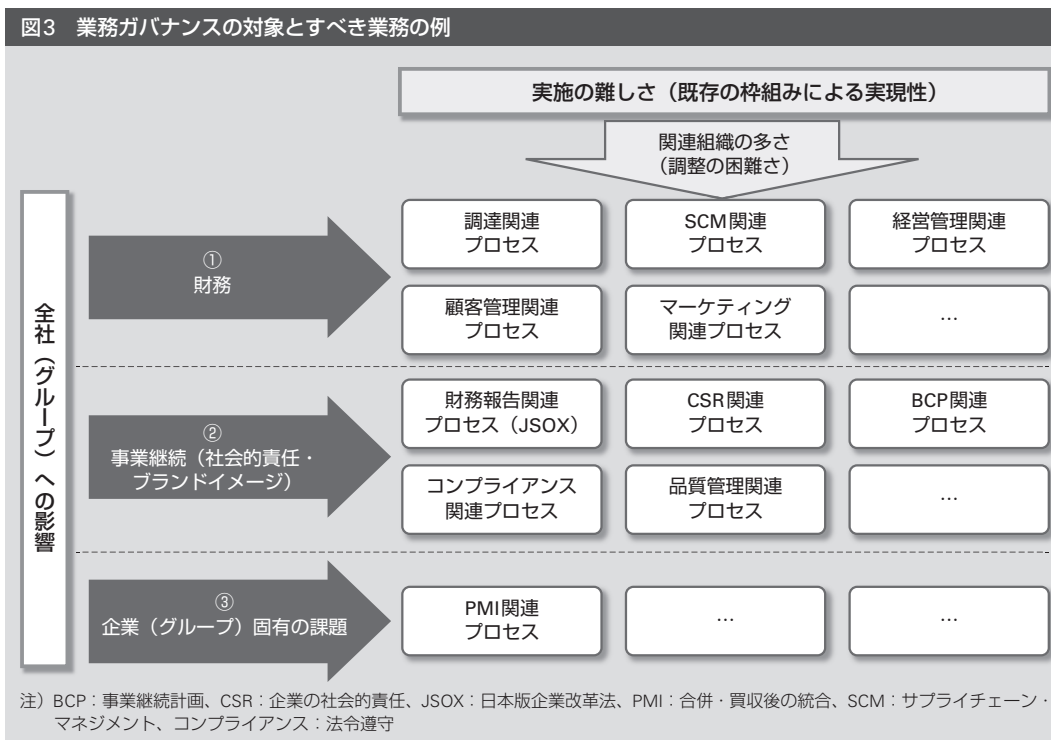 図3 業務ガバナンスの対象とすべき業務の例
実施の難しさ（既存の枠組みによる実現性）
関連組織の多さ
（調整の困難さ）
全社（グループ）への影響
①
財務
調達関連
プロセス
SCM関連
プロセス
経営管理関連
プロセス
顧客管理関連
プロセス
マーケティング
関連プロセス
…
②
事業継続（社会的責任・
ブランドイメージ）
財務報告関連
プロセス（JSOX）
CSR関連
プロセス
BCP関連
プロセス
コンプライアンス
関連プロセス
品質管理関連
プロセス
…
③
企業（グループ）固有の課題
PMI関連
プロセス
…
…
注）BCP：事業継続計画、CSR：企業の社会的責任、JSOX：日本版企業改革法、PMI：合併・買収後の統合、SCM：サプライチェーン・
マネジメント、コンプライアンス：法令遵守